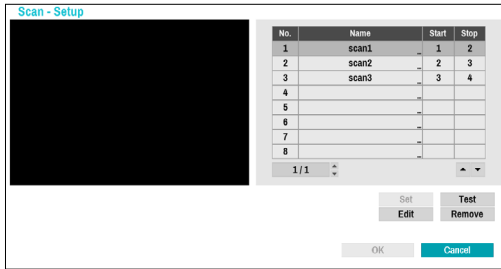 Scan - Setup
No. Name Start Stop
1 scan1 ... 1 2
2 scan2 ... 2 3
3 scan3 ... 3 4
4 ...
5 ...
6 ...
7 ...
8 ...
1 / 1
Set Test
Edit Remove
OK Cancel